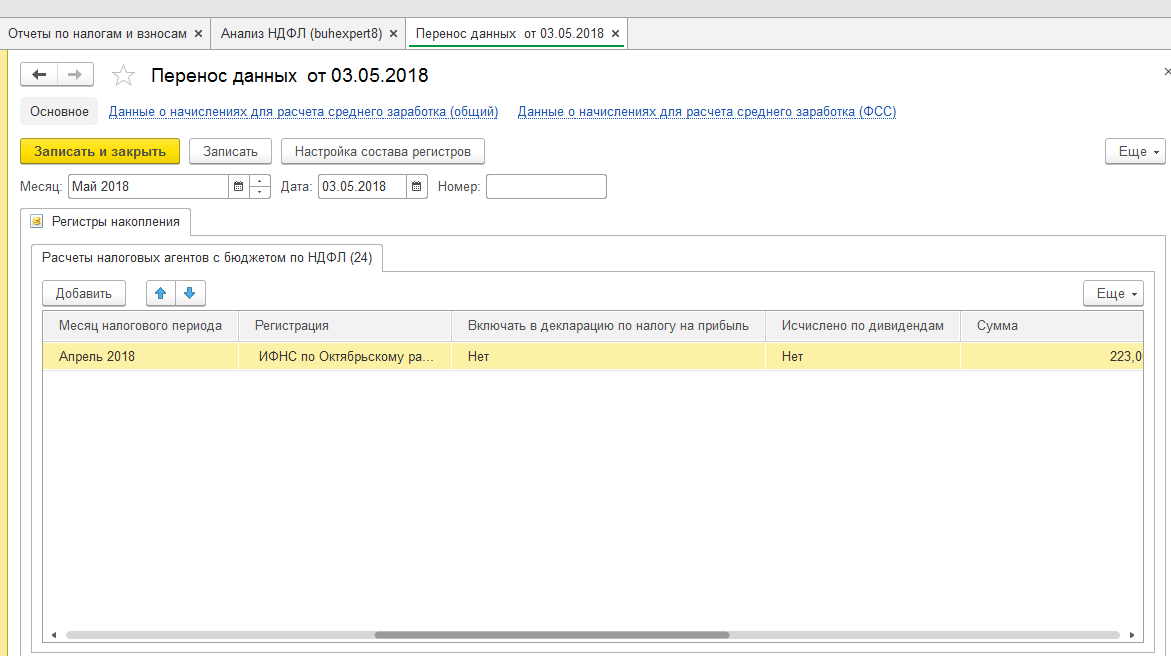 Отчеты по налогам и взносам × Анализ НДФЛ (buhexpert8) × Перенос данных от 03.05.2018 ×
Перенос данных от 03.05.2018
Основное Данные о начислениях для расчета среднего заработка (общий) Данные о начислениях для расчета среднего заработка (ФСС)
Записать и закрыть Записать Настройка состава регистров Еще
Месяц: Май 2018 Дата: 03.05.2018 Номер:
Регистры накопления
Расчеты налоговых агентов с бюджетом по НДФЛ (24)
Добавить Еще
Месяц налогового периода Регистрация Включать в декларацию по налогу на прибыль Исчислено по дивидендам Сумма
Апрель 2018 ИФНС по Октябрьскому ра... Нет Нет 223,0